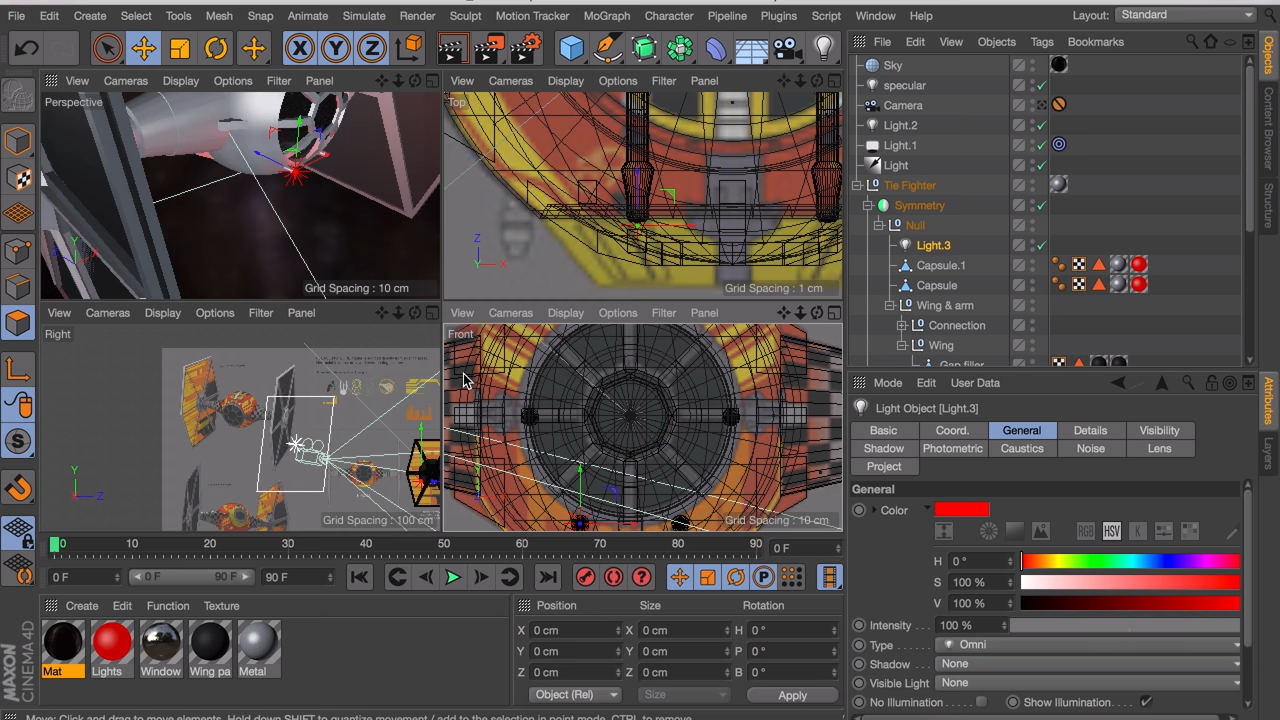 File Edit Create Select Tools Mesh Snap Animate Simulate Render Sculpt Motion Tracker MoGraph Character Pipeline Plugins Script Window Help Layout: Standard
File Edit View Objects Tags Bookmarks
View Cameras Display Options Filter Panel
View Cameras Display Options Filter Panel
Perspective
Grid Spacing : 10 cm
Top
Grid Spacing : 1 cm
View Cameras Display Options Filter Panel
View Cameras Display Options Filter Panel
Right
Grid Spacing : 100 cm
Front
Grid Spacing : 10 cm
Sky
specular
Camera
Light.2
Light.1
Light
Tie Fighter
Symmetry
Null
Light.3
Capsule.1
Capsule
Wing & arm
Connection
Wing
Gap filler
Objects
Content Browser
Structure
Attributes
Layers
Mode Edit User Data
Light Object [Light.3]
Basic Coord. General Details Visibility
Shadow Photometric Caustics Noise Lens
Project
General
Color
RGB HSV K
H 0 °
S 100 %
V 100 %
Intensity 100 %
Type Omni
Shadow None
Visible Light None
No Illumination Show Illumination
0 10 20 30 40 50 60 70 80 90 0 F
0 F 0 F 90 F 90 F
Create Edit Function Texture
Mat Lights Window Wing pa Metal
Position Size Rotation
X 0 cm X 0 cm H 0 °
Y 0 cm Y 0 cm P 0 °
Z 0 cm Z 0 cm B 0 °
Object (Rel) Size Apply
MAXON CINEMA 4D
Move: Click and drag to move elements. Hold down SHIFT to quantize movement / add to the selection in point mode, CTRL to remove.